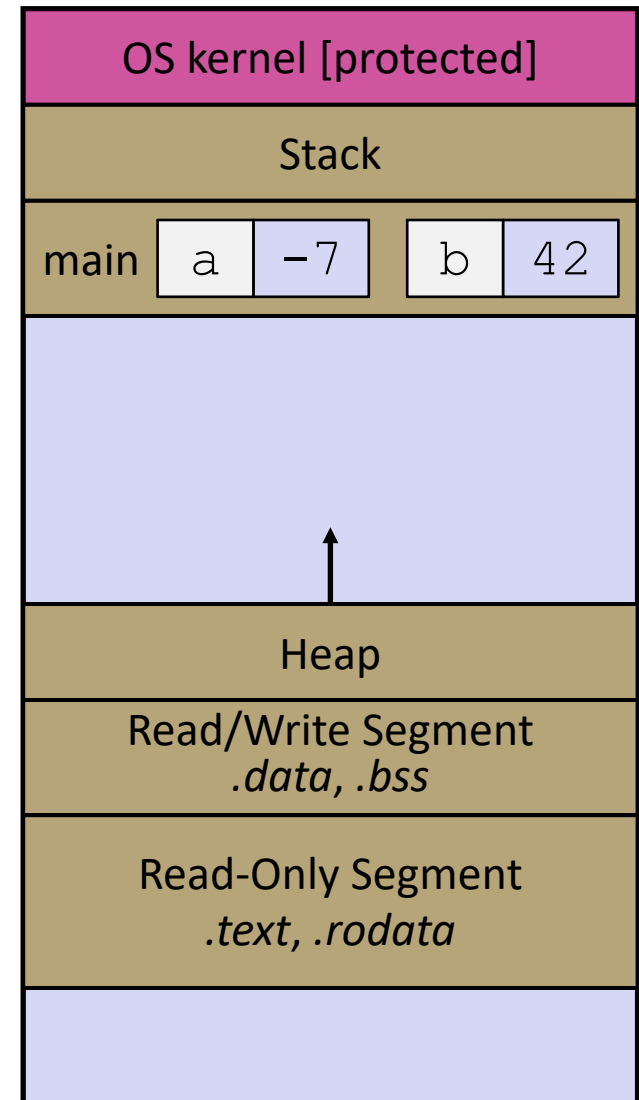 OS kernel [protected]
Stack
main a -7 b 42
Heap
Read/Write Segment
.data, .bss
Read-Only Segment
.text, .rodata